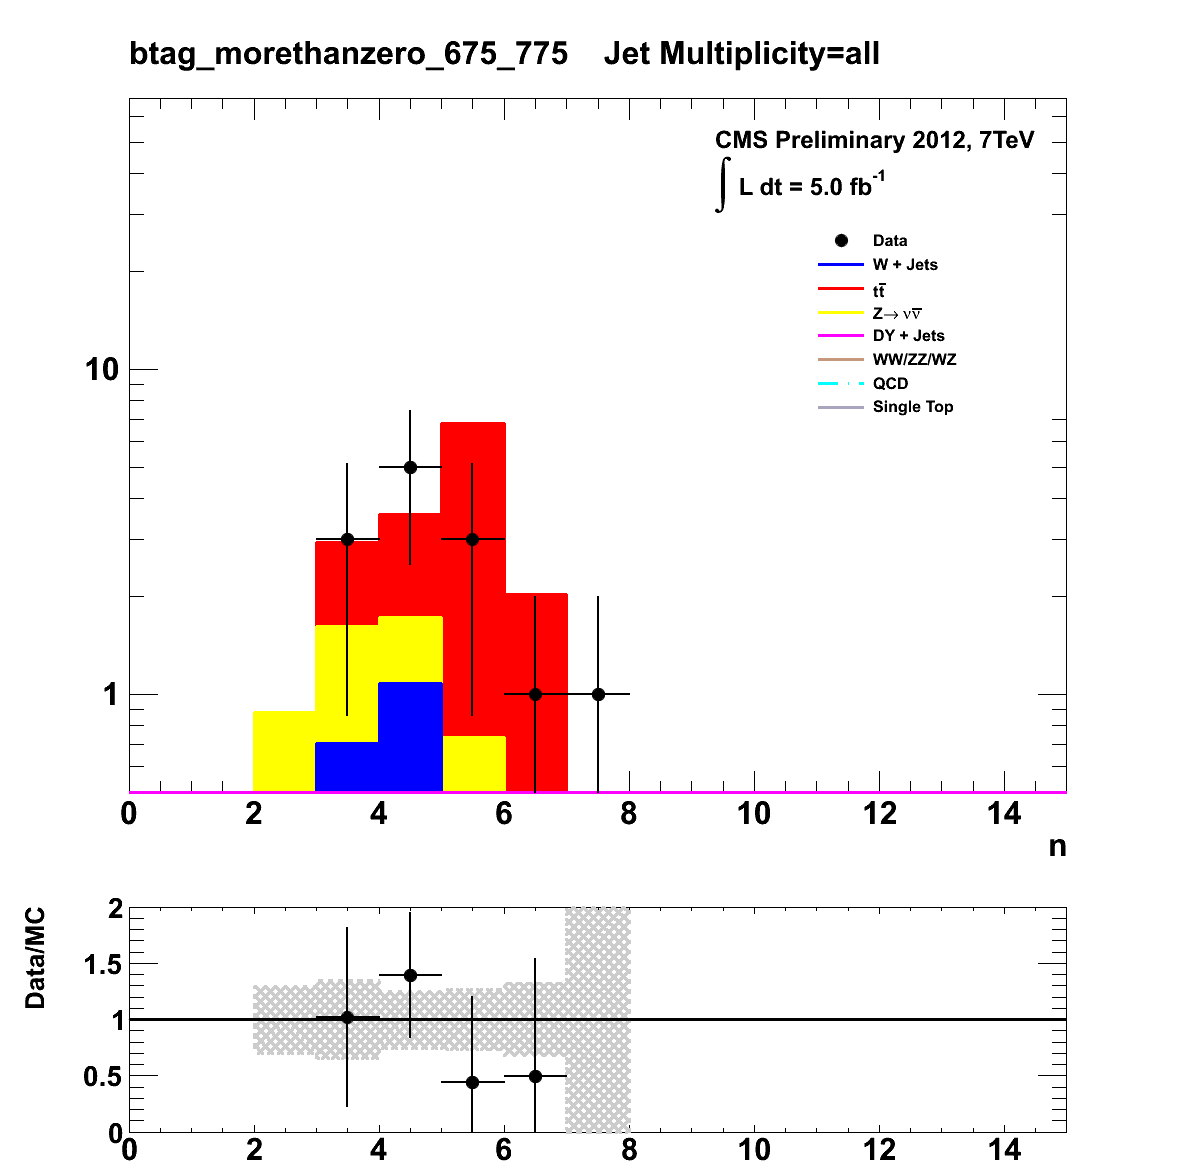 btag_morethanzero_675_775 Jet Multiplicity=all
CMS Preliminary 2012, 7TeV
∫ L dt = 5.0 fb⁻¹
Data
W + Jets
tt̅
Z→ νν̅
DY + Jets
WW/ZZ/WZ
QCD
Single Top
10
1
0 2 4 6 8 10 12 14
n
Data/MC
2
1.5
1
0.5
0
0 2 4 6 8 10 12 14